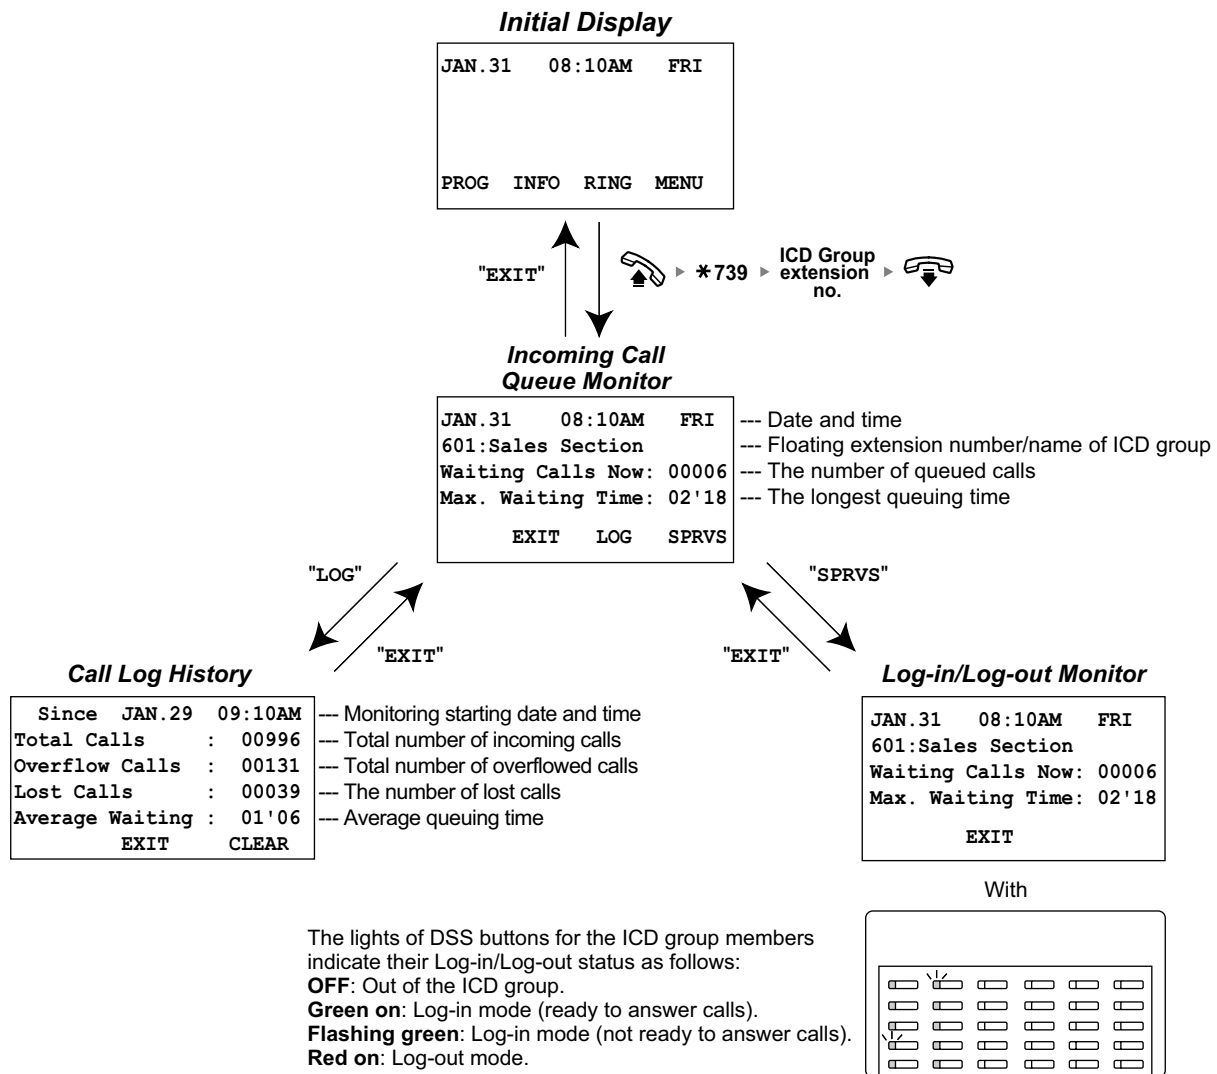 Initial Display
JAN.31 08:10AM FRI
PROG INFO RING MENU
"EXIT"
*739
ICD Group
extension
no.
Incoming Call
Queue Monitor
JAN.31 08:10AM FRI --- Date and time
601:Sales Section --- Floating extension number/name of ICD group
Waiting Calls Now: 00006 --- The number of queued calls
Max. Waiting Time: 02'18 --- The longest queuing time
EXIT LOG SPRVS
"LOG"
"EXIT"
"SPRVS"
"EXIT"
Call Log History
Since JAN.29 09:10AM --- Monitoring starting date and time
Total Calls : 00996 --- Total number of incoming calls
Overflow Calls : 00131 --- Total number of overflowed calls
Lost Calls : 00039 --- The number of lost calls
Average Waiting : 01'06 --- Average queuing time
EXIT CLEAR
Log-in/Log-out Monitor
JAN.31 08:10AM FRI
601:Sales Section
Waiting Calls Now: 00006
Max. Waiting Time: 02'18
EXIT
With
The lights of DSS buttons for the ICD group members
indicate their Log-in/Log-out status as follows:
OFF: Out of the ICD group.
Green on: Log-in mode (ready to answer calls).
Flashing green: Log-in mode (not ready to answer calls).
Red on: Log-out mode.